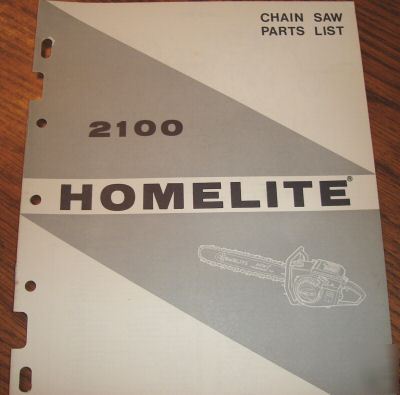 CHAIN SAW
PARTS LIST
2100
HOMELITE®